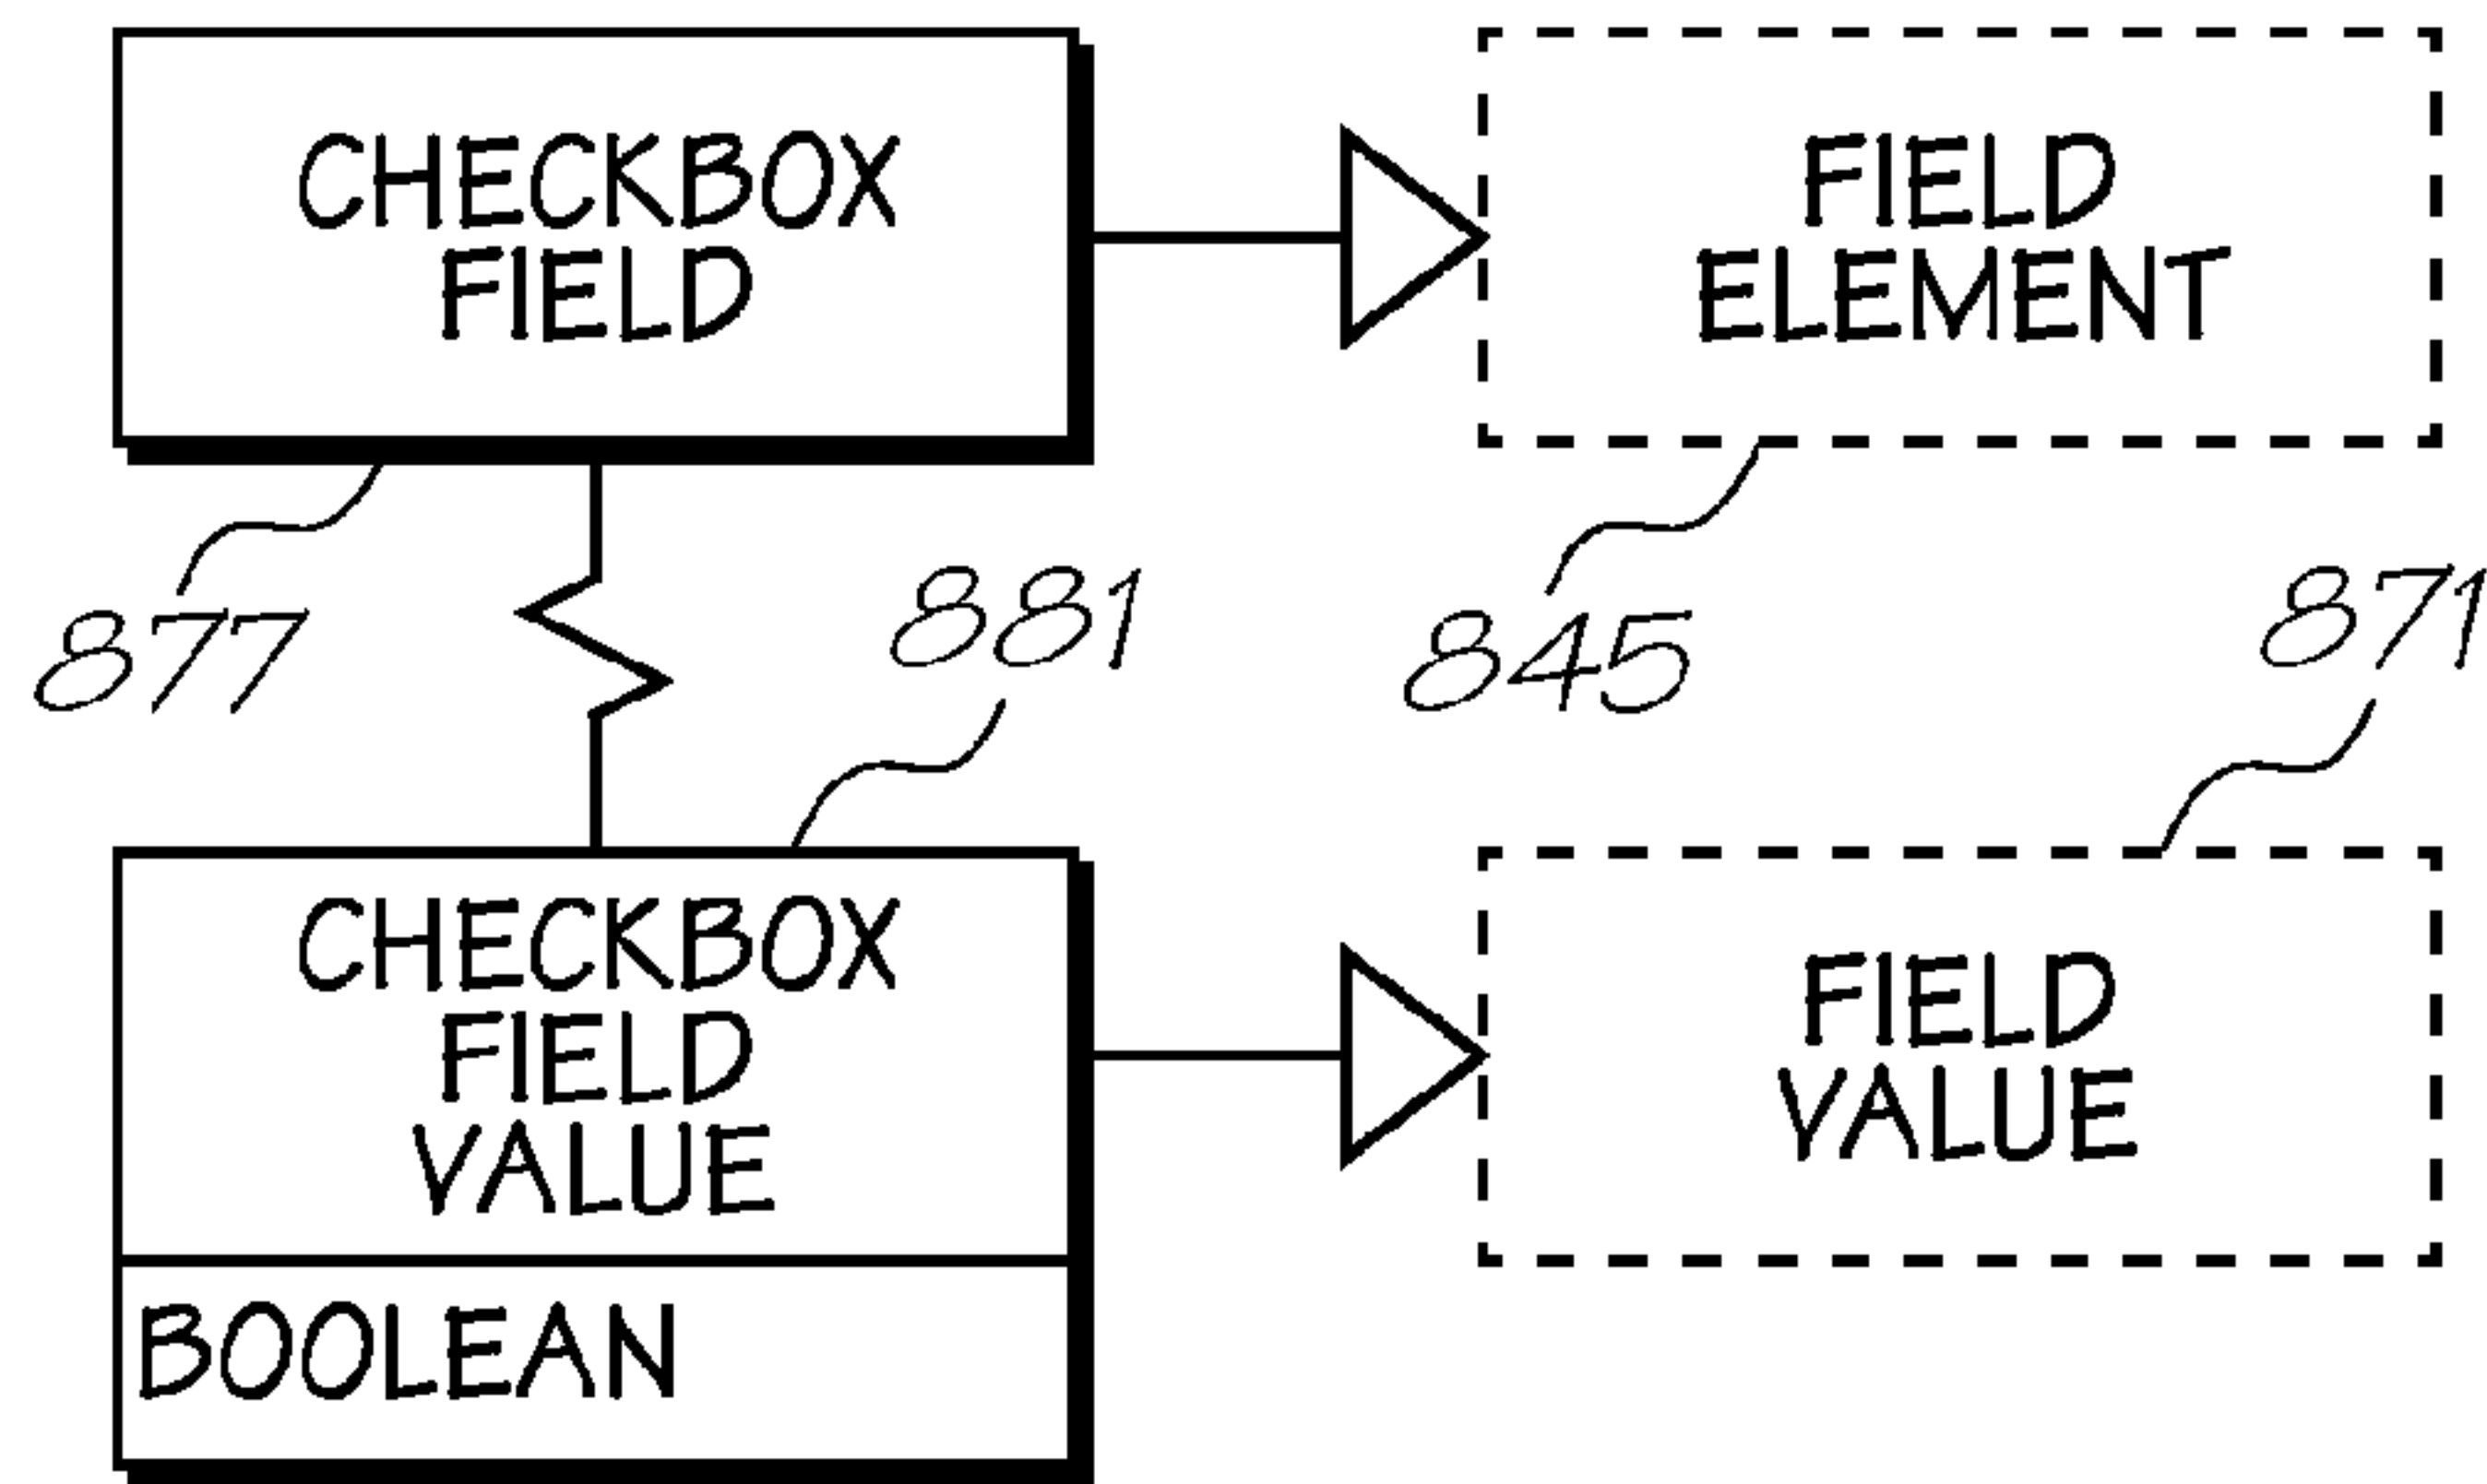 CHECKBOX
FIELD
FIELD
ELEMENT
877
881
845
871
CHECKBOX
FIELD
VALUE
FIELD
VALUE
BOOLEAN